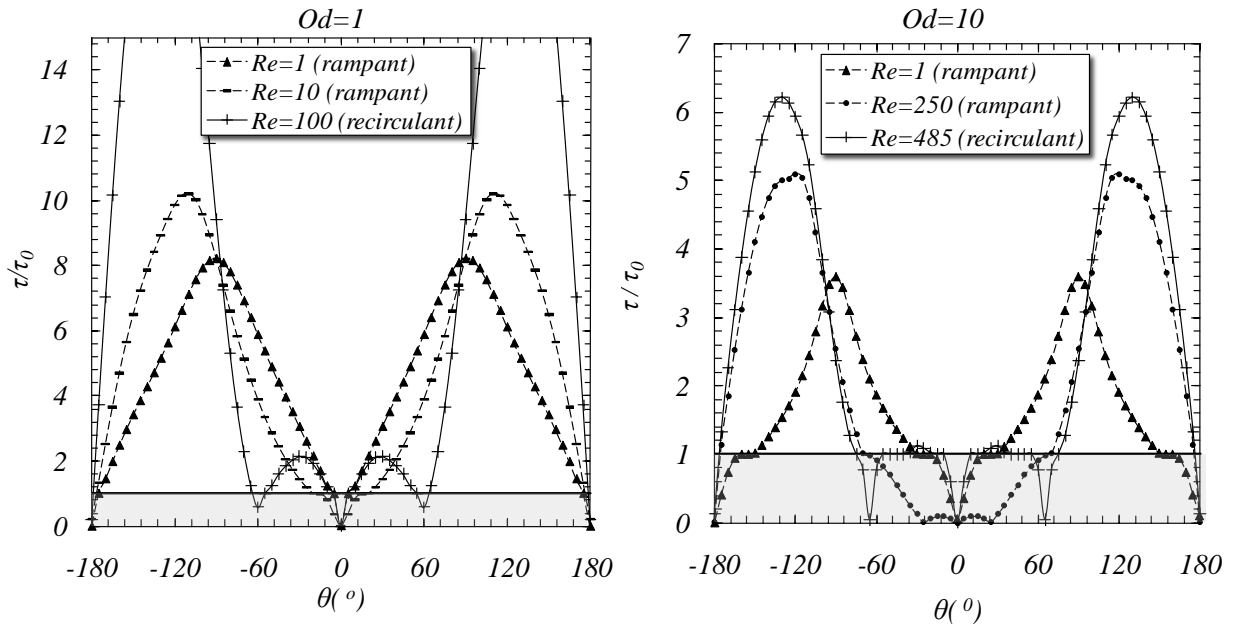 Od=1
14
12
10
8
6
4
2
0
τ/τ0
Re=1 (rampant)
Re=10 (rampant)
Re=100 (recirculant)
-180 -120 -60 0 60 120 180
θ(o)
Od=10
7
6
5
4
3
2
1
0
τ/τ0
Re=1 (rampant)
Re=250 (rampant)
Re=485 (recirculant)
-180 -120 -60 0 60 120 180
θ(0)